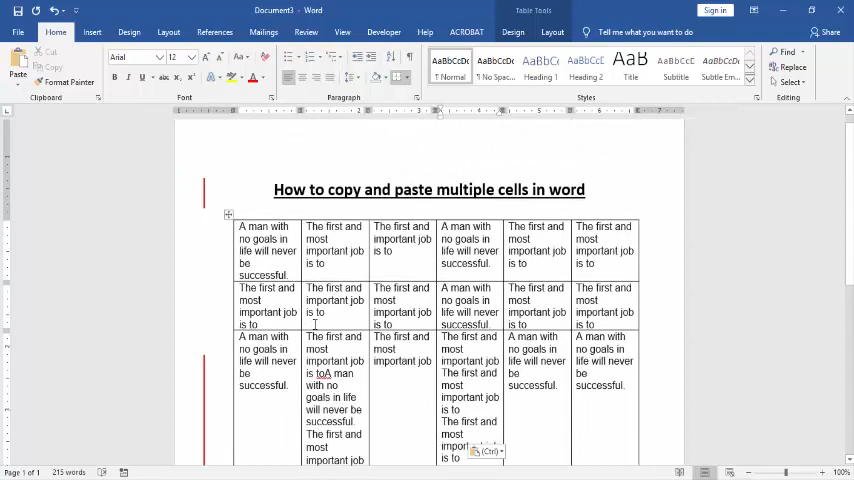 Document3 - Word
Table Tools
Sign in
File Home Insert Draw Design Layout References Mailings Review View Developer Help ACROBAT Design Layout Tell me what you want to do Share
Paste
Cut
Copy
Format Painter
Clipboard
Arial 12
Font
Paragraph
AaBbCcDc AaBbCcDc AaBbC AaBbCc AaB AaBbCcD AaBbCcDc
¶ Normal ¶ No Spac... Heading 1 Heading 2 Title Subtitle Subtle Em...
Styles
Find
Replace
Select
Editing
How to copy and paste multiple cells in word
A man with
no goals in
life will never
be
successful.
The first and
most
important job
is to
The first and
important job
is to
A man with
no goals in
life will never
successful.
The first and
most
important job
is to
The first and
most
important job
is to
The first and
most
important job
is to
The first and
important job
is to
The first and
most
important job
is to
A man with
no goals in
life will never
successful.
The first and
most
important job
is to
The first and
most
important job
is to
A man with
no goals in
life will never
be
successful.
The first and
most
important job
is toA man
with no
goals in life
will never be
successful.
The first and
most
important job
The first and
most
important job
The first and
most
important job
The first and
most
important job
is to
The first and
most
is to
A man with
no goals in
life will never
be
successful.
A man with
no goals in
life will never
be
successful.
(Ctrl)
Page 1 of 1 215 words 100%